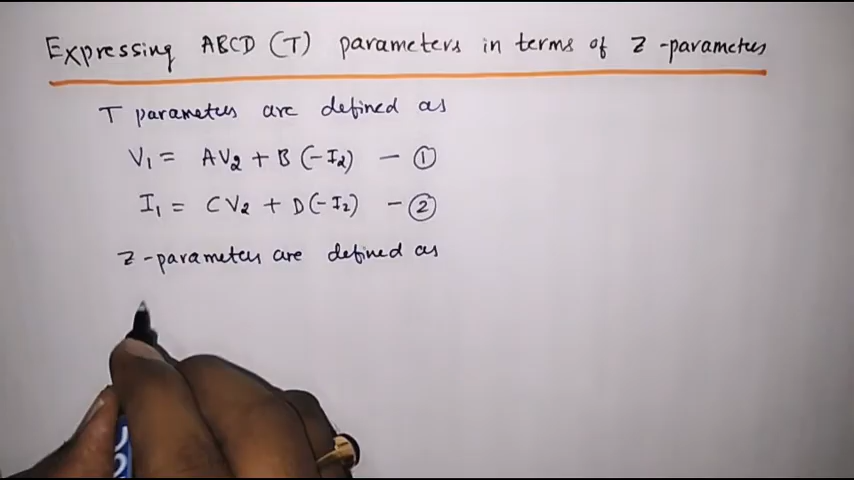 Expressing ABCD (T) parameters in terms of Z-parameters
T parameters are defined as
V₁ = AV₂ + B (-I₂) - ①
I₁ = CV₂ + D(-I₂) - ②
Z-parameters are defined as